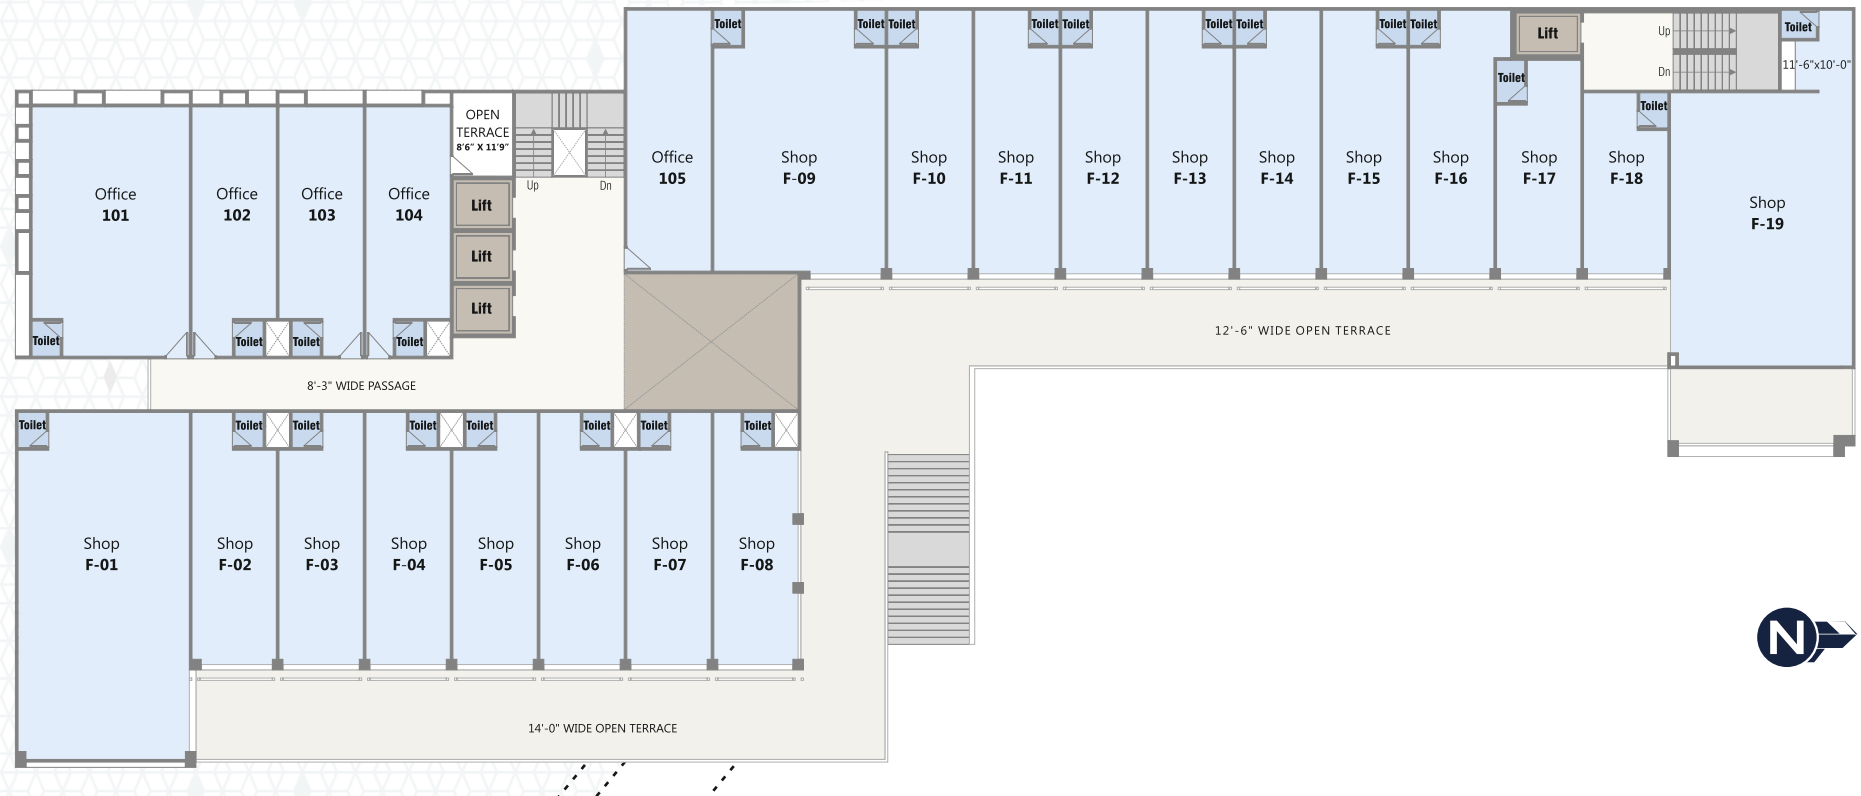 Toilet
Toilet
Toilet
Toilet
Toilet
Toilet
Toilet
Toilet
Toilet
Lift
Up
Dn
Toilet
11'-6"x10'-0"
Toilet
Toilet
OPEN
TERRACE
8'6" X 11'9"
Up
Dn
Office
101
Office
102
Office
103
Office
104
Lift
Lift
Lift
Office
105
Shop
F-09
Shop
F-10
Shop
F-11
Shop
F-12
Shop
F-13
Shop
F-14
Shop
F-15
Shop
F-16
Shop
F-17
Shop
F-18
Shop
F-19
Toilet
Toilet
Toilet
Toilet
12'-6" WIDE OPEN TERRACE
8'-3" WIDE PASSAGE
Toilet
Toilet
Toilet
Toilet
Toilet
Toilet
Toilet
Toilet
Shop
F-01
Shop
F-02
Shop
F-03
Shop
F-04
Shop
F-05
Shop
F-06
Shop
F-07
Shop
F-08
N
14'-0" WIDE OPEN TERRACE